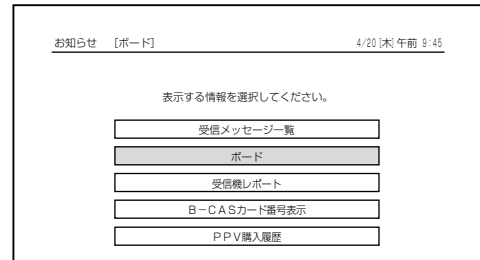 お知らせ [ボード] 4/20[木]午前 9:45
表示する情報を選択してください。
受信メッセージ一覧
ボード
受信機レポート
B－CASカード番号表示
PPV購入履歴